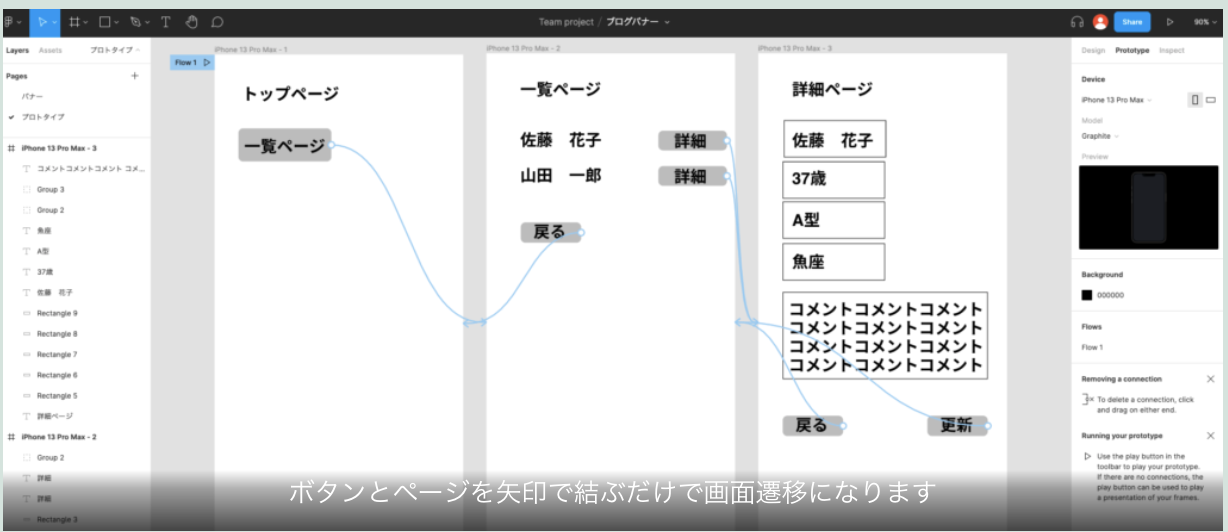 Team project / ブログバナー
Share
90%
Layers
Assets
プロトタイプ
Pages
バナー
プロトタイプ
iPhone 13 Pro Max - 3
コメントコメントコメント コメ...
Group 3
Group 2
魚座
A型
37歳
佐藤 花子
Rectangle 9
Rectangle 8
Rectangle 7
Rectangle 6
Rectangle 5
詳細ページ
iPhone 13 Pro Max - 2
Group 2
詳細
詳細
Rectangle 3
Flow 1
iPhone 13 Pro Max - 1
トップページ
一覧ページ
iPhone 13 Pro Max - 2
一覧ページ
佐藤 花子
詳細
山田 一郎
詳細
戻る
iPhone 13 Pro Max - 3
詳細ページ
佐藤 花子
37歳
A型
魚座
コメントコメントコメント
コメントコメントコメント
コメントコメントコメント
コメントコメントコメント
戻る
更新
Design
Prototype
Inspect
Device
iPhone 13 Pro Max
Model
Graphite
Preview
Background
000000
Flows
Flow 1
Removing a connection
To delete a connection, click
and drag on either end.
Running your prototype
Use the play button in the
toolbar to play your prototype.
If there are no connections, the
play button can be used to play
a presentation of your frames.
ボタンとページを矢印で結ぶだけで画面遷移になります